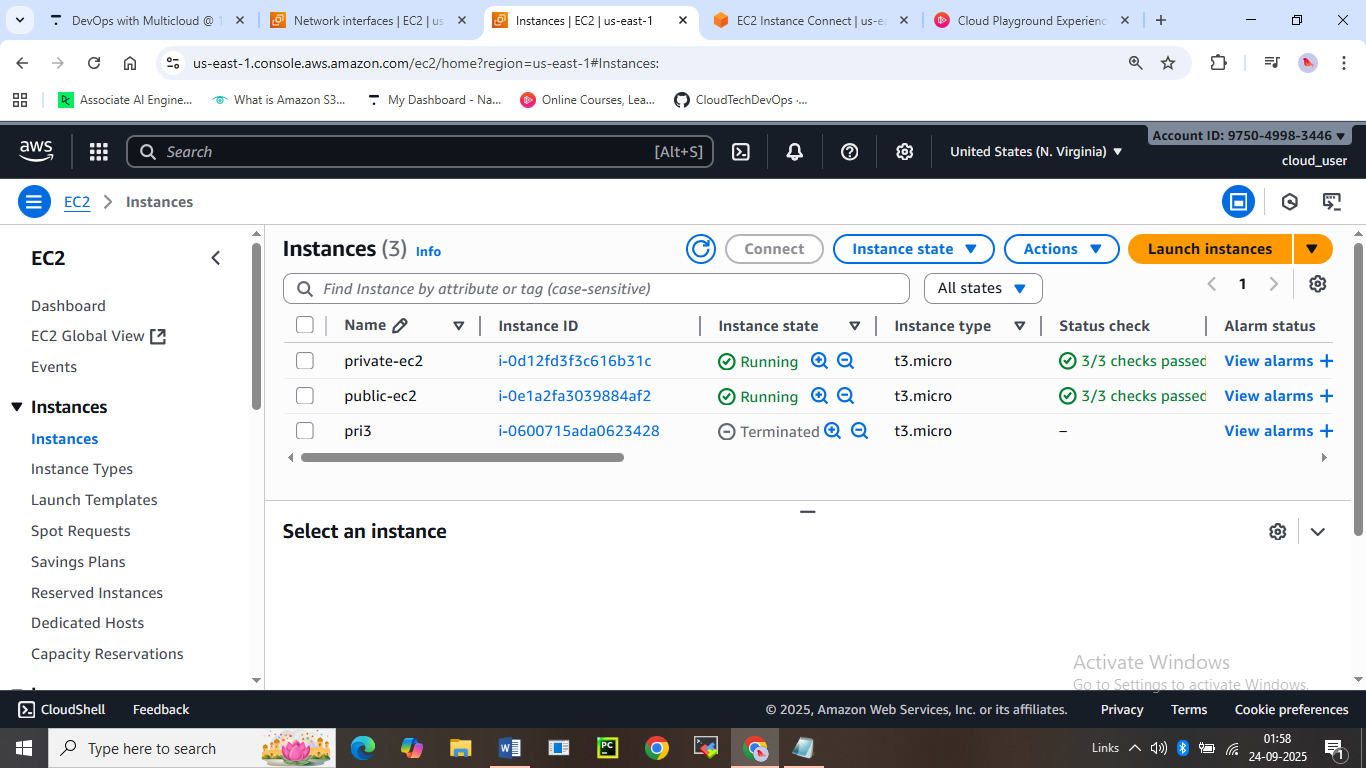 DevOps with Multicloud @ 1
Network interfaces | EC2 | us
Instances | EC2 | us-east-1
EC2 Instance Connect | us-e
Cloud Playground Experienc
us-east-1.console.aws.amazon.com/ec2/home?region=us-east-1#Instances:
Associate AI Engine...
What is Amazon S3...
My Dashboard - Na...
Online Courses, Lea...
CloudTechDevOps ·...
aws
Search
[Alt+S]
United States (N. Virginia)
Account ID: 9750-4998-3446
cloud_user
EC2
Instances
EC2
Dashboard
EC2 Global View
Events
Instances
Instances
Instance Types
Launch Templates
Spot Requests
Savings Plans
Reserved Instances
Dedicated Hosts
Capacity Reservations
Instances (3) Info
Connect
Instance state
Actions
Launch instances
Find Instance by attribute or tag (case-sensitive)
All states
1
Name Instance ID Instance state Instance type Status check Alarm status
private-ec2 i-0d12fd3f3c616b31c Running t3.micro 3/3 checks passed View alarms +
public-ec2 i-0e1a2fa3039884af2 Running t3.micro 3/3 checks passed View alarms +
pri3 i-0600715ada0623428 Terminated t3.micro – View alarms +
Select an instance
Activate Windows
Go to Settings to activate Windows.
CloudShell
Feedback
© 2025, Amazon Web Services, Inc. or its affiliates.
Privacy
Terms
Cookie preferences
Type here to search
Links
01:58
24-09-2025
1